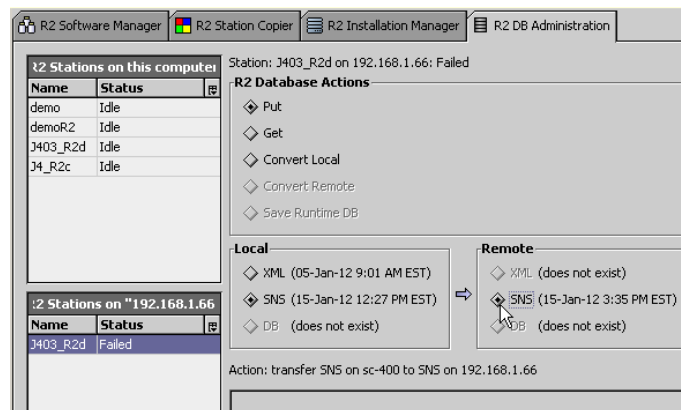 R2 Software Manager R2 Station Copier R2 Installation Manager R2 DB Administration
R2 Stations on this computer
Name Status
demo Idle
demoR2 Idle
J403_R2d Idle
J4_R2c Idle
:2 Stations on "192.168.1.66
Name Status
J403_R2d Failed
Station: J403_R2d on 192.168.1.66: Failed
R2 Database Actions
Put
Get
Convert Local
Convert Remote
Save Runtime DB
Local
XML (05-Jan-12 9:01 AM EST)
SNS (15-Jan-12 12:27 PM EST)
DB (does not exist)
Remote
XML (does not exist)
SNS (15-Jan-12 3:35 PM EST)
DB (does not exist)
Action: transfer SNS on sc-400 to SNS on 192.168.1.66